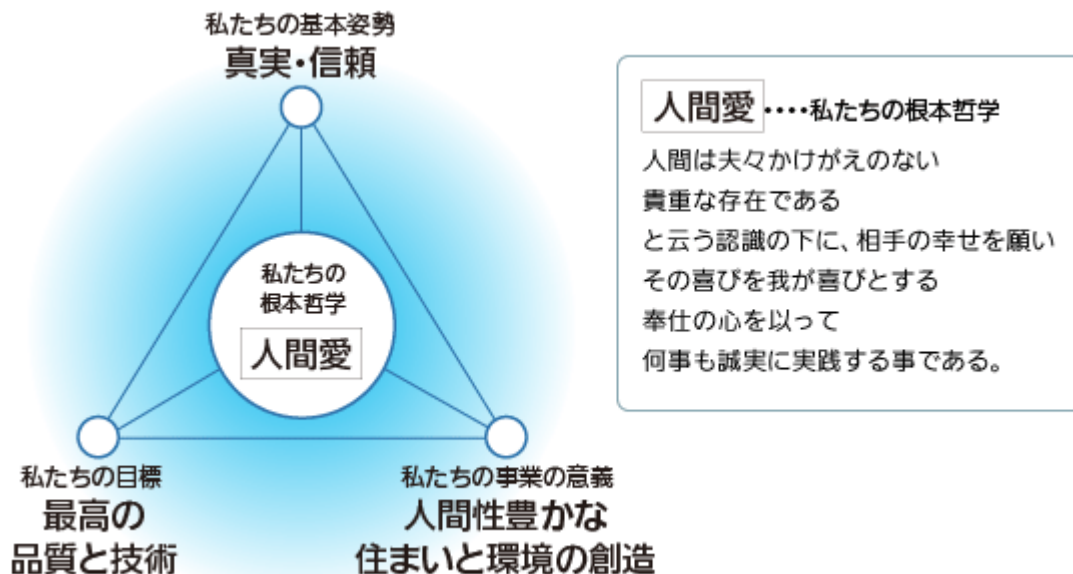 私たちの基本姿勢
真実・信頼
私たちの
根本哲学
人間愛
私たちの目標
最高の
品質と技術
私たちの事業の意義
人間性豊かな
住まいと環境の創造
人間愛‥‥私たちの根本哲学
人間は夫々かけがえのない
貴重な存在である
と云う認識の下に、相手の幸せを願い
その喜びを我が喜びとする
奉仕の心を以って
何事も誠実に実践する事である。